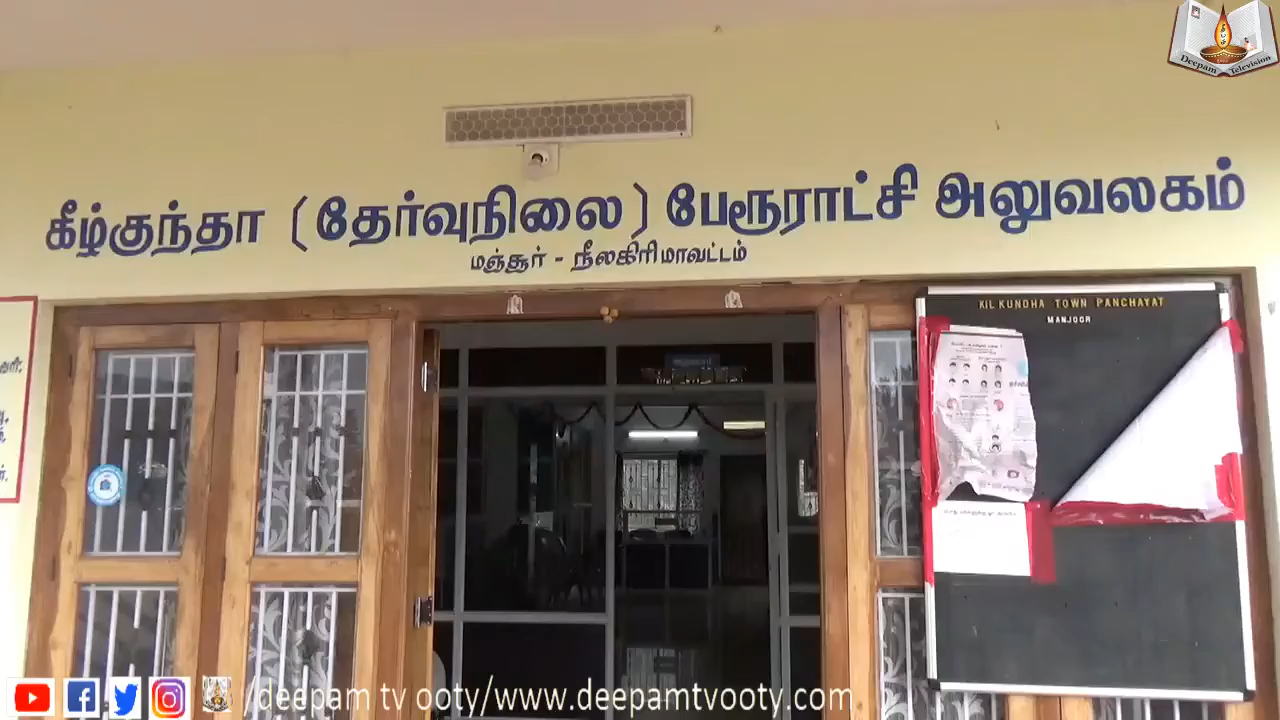 Deepam Television
கீழ்குந்தா (தேர்வுநிலை) பேரூராட்சி அலுவலகம்
மஞ்சூர் - நீலகிரி மாவட்டம்
KIL KUNDHA TOWN PANCHAYAT
MANJOOR
/deepam tv ooty/www.deepamtvooty.com